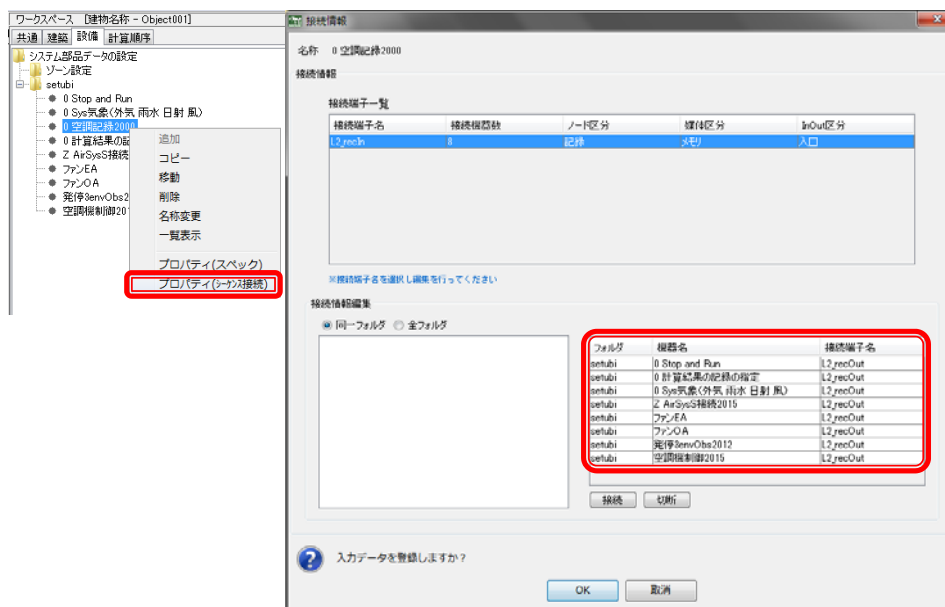 ワークスペース [建物名称 - Object001]
共通 建築 設備 計算順序
システム部品データの設定
ゾーン設定
setubi
0 Stop and Run
0 Sys気象(外気 雨水 日射 風)
0 空調記録2000
0 計算結果の記
Z AirSysS接続
ファンEA
ファンOA
発停3envObs2
空調機制御20
追加
コピー
移動
削除
名称変更
一覧表示
プロパティ(スペック)
プロパティ(シーケンス接続)
接続情報
名称 0 空調記録2000
接続情報
接続端子一覧
接続端子名 接続機器数 ノード区分 媒体区分 InOut区分
L2_recIn 8 記録 メモリ 入口
※接続端子名を選択し編集を行ってください
接続情報編集
同一フォルダ 全フォルダ
フォルダ 機器名 接続端子名
setubi 0 Stop and Run L2_recOut
setubi 0 計算結果の記録の指定 L2_recOut
setubi 0 Sys気象(外気 雨水 日射 風) L2_recOut
setubi Z AirSysS接続2015 L2_recOut
setubi ファンEA L2_recOut
setubi ファンOA L2_recOut
setubi 発停3envObs2012 L2_recOut
setubi 空調機制御2015 L2_recOut
接続 切断
入力データを登録しますか?
OK 取消